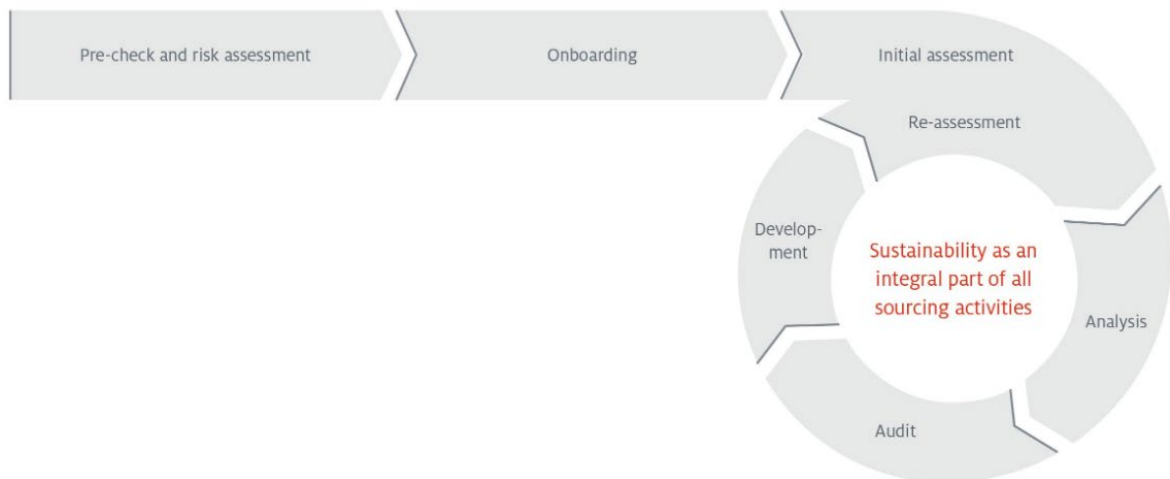 Pre-check and risk assessment
Onboarding
Initial assessment
Re-assessment
Develop-
ment
Sustainability as an
integral part of all
sourcing activities
Analysis
Audit